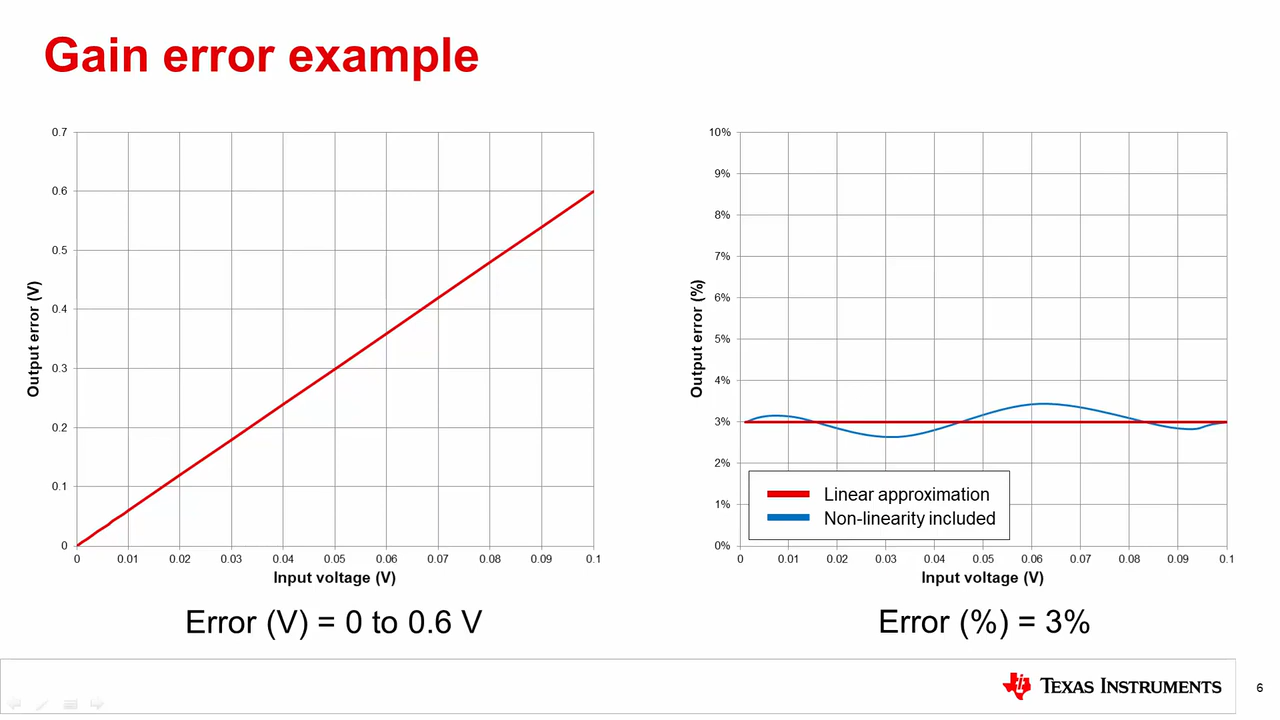 Gain error example
0.7
0.6
0.5
0.4
0.3
0.2
0.1
0
Output error (V)
0 0.01 0.02 0.03 0.04 0.05 0.06 0.07 0.08 0.09 0.1
Input voltage (V)
Error (V) = 0 to 0.6 V
10%
9%
8%
7%
6%
5%
4%
3%
2%
1%
0%
Output error (%)
Linear approximation
Non-linearity included
0 0.01 0.02 0.03 0.04 0.05 0.06 0.07 0.08 0.09 0.1
Input voltage (V)
Error (%) = 3%
TEXAS INSTRUMENTS
6